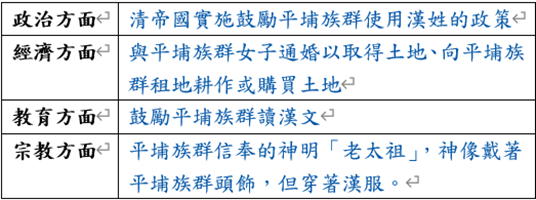 政治方面 清帝國實施鼓勵平埔族群使用漢姓的政策
經濟方面 與平埔族群女子通婚以取得土地、向平埔族
群租地耕作或購買土地
教育方面 鼓勵平埔族群讀漢文
宗教方面 平埔族群信奉的神明「老太祖」，神像戴著
平埔族群頭飾，但穿著漢服。